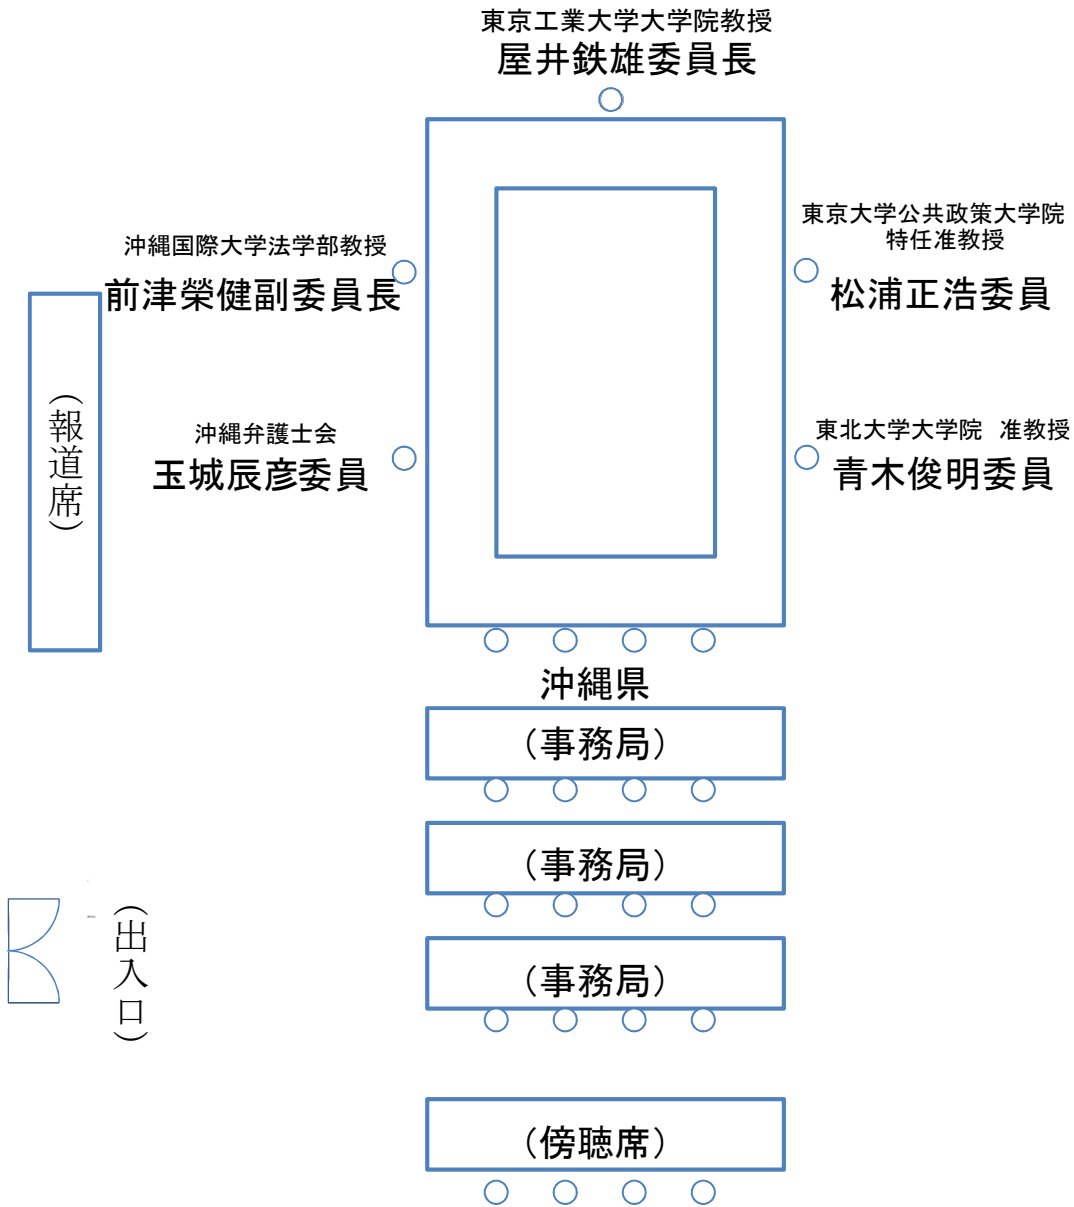 東京工業大学大学院教授
屋井鉄雄委員長
沖縄国際大学法学部教授
前津榮健副委員長
東京大学公共政策大学院
特任准教授
松浦正浩委員
沖縄弁護士会
玉城辰彦委員
東北大学大学院 准教授
青木俊明委員
（報道席）
沖縄県
（事務局）
（事務局）
（事務局）
（出入口）
（傍聴席）